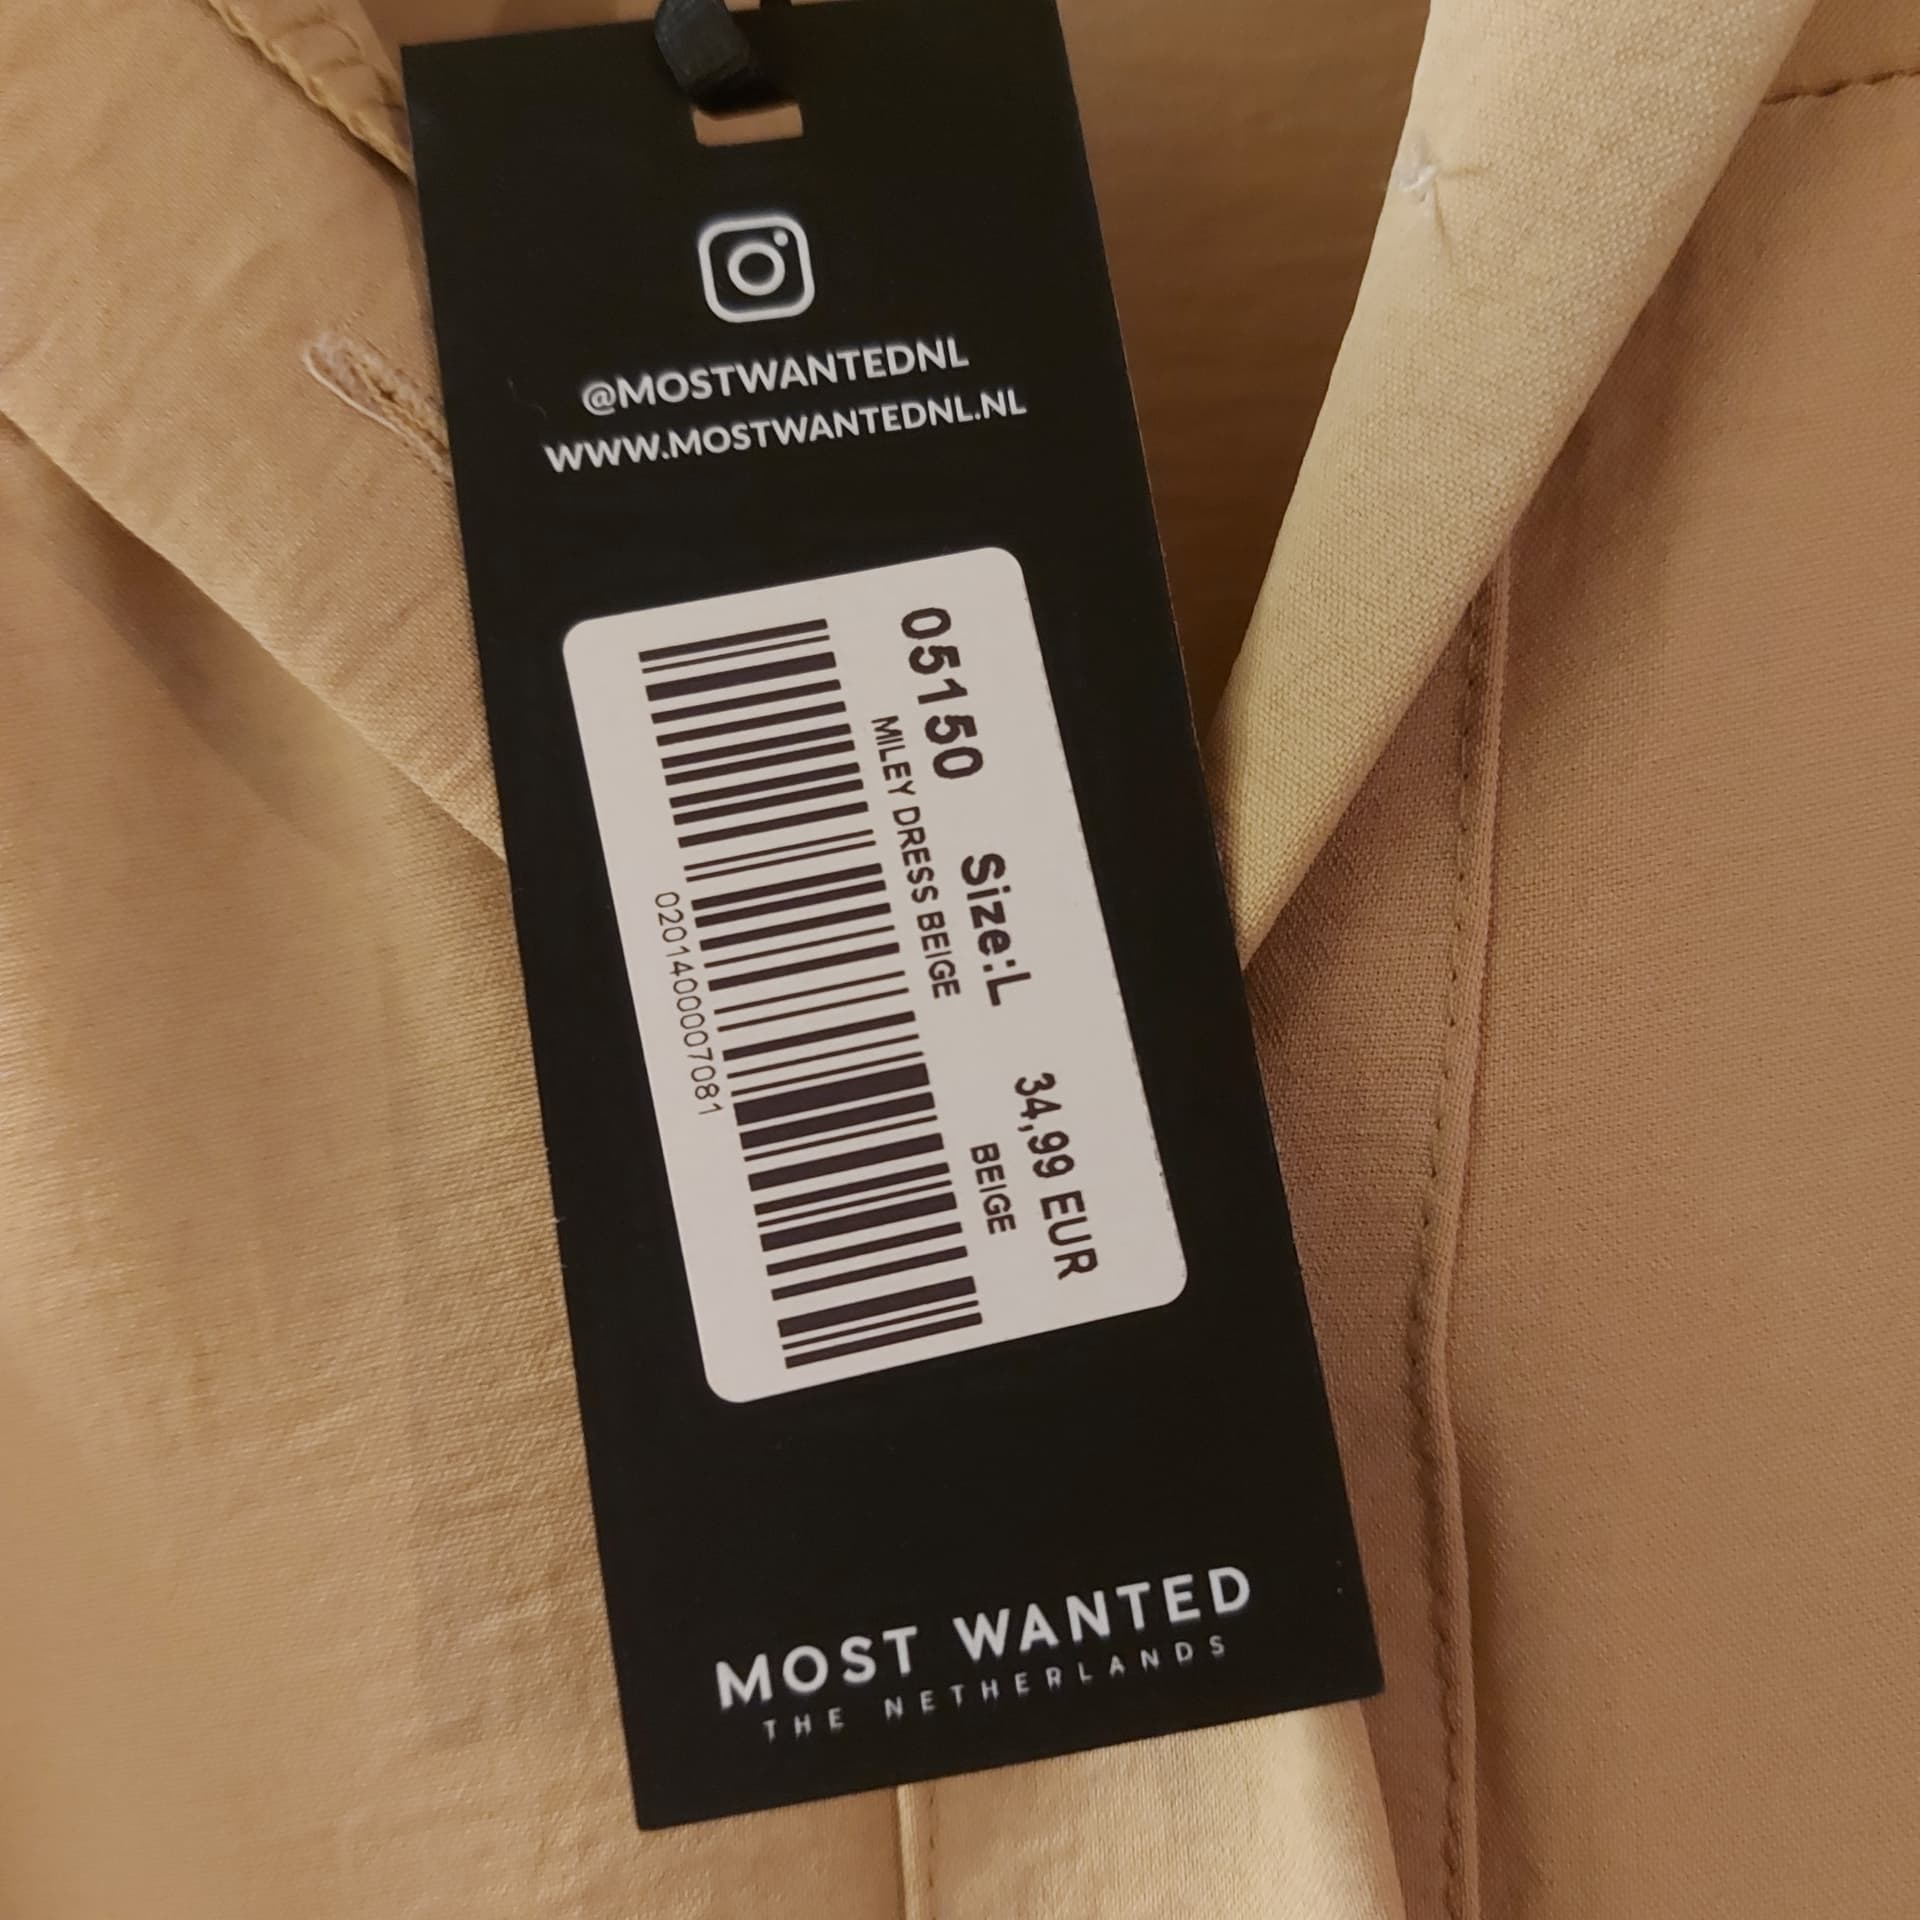 @MOSTWANTEDNL
WWW.MOSTWANTEDNL.NL
05150 Size:L 34,99 EUR
MILEY DRESS BEIGE BEIGE
0201400007081
MOST WANTED
THE NETHERLANDS